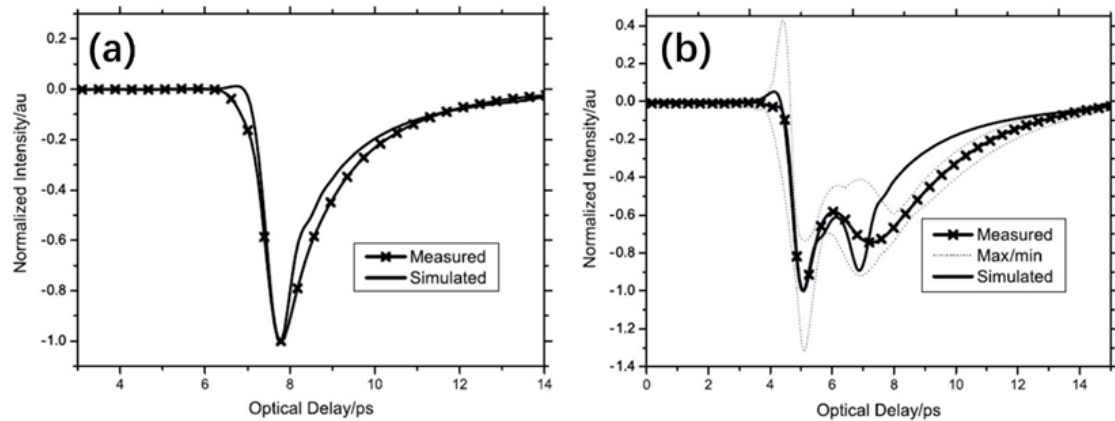 (a)
Normalized Intensity/au
0.2
0.0
-0.2
-0.4
-0.6
-0.8
-1.0
Measured
Simulated
4 6 8 10 12 14
Optical Delay/ps
(b)
Normalized Intensity/au
0.4
0.2
0.0
-0.2
-0.4
-0.6
-0.8
-1.0
-1.2
-1.4
Measured
Max/min
Simulated
0 2 4 6 8 10 12 14
Optical Delay/ps